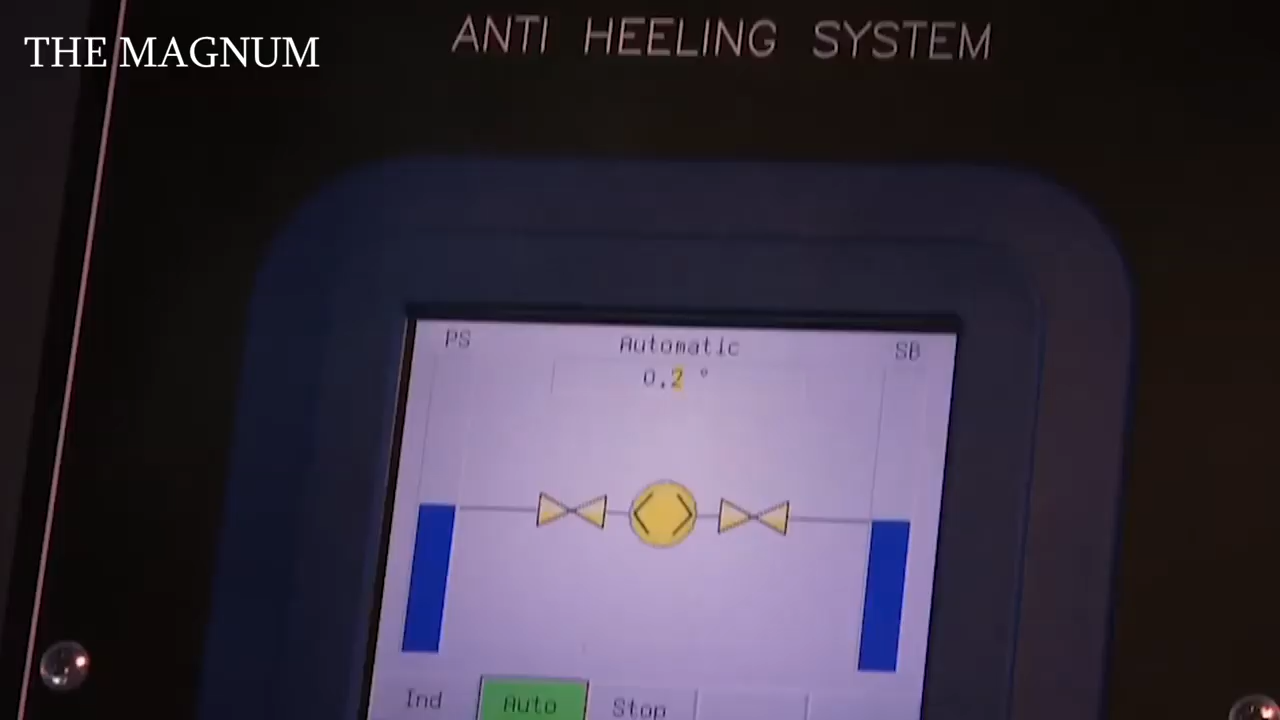 THE MAGNUM
ANTI HEELING SYSTEM
PS Automatic SB
0.2 °
Ind Auto Stop